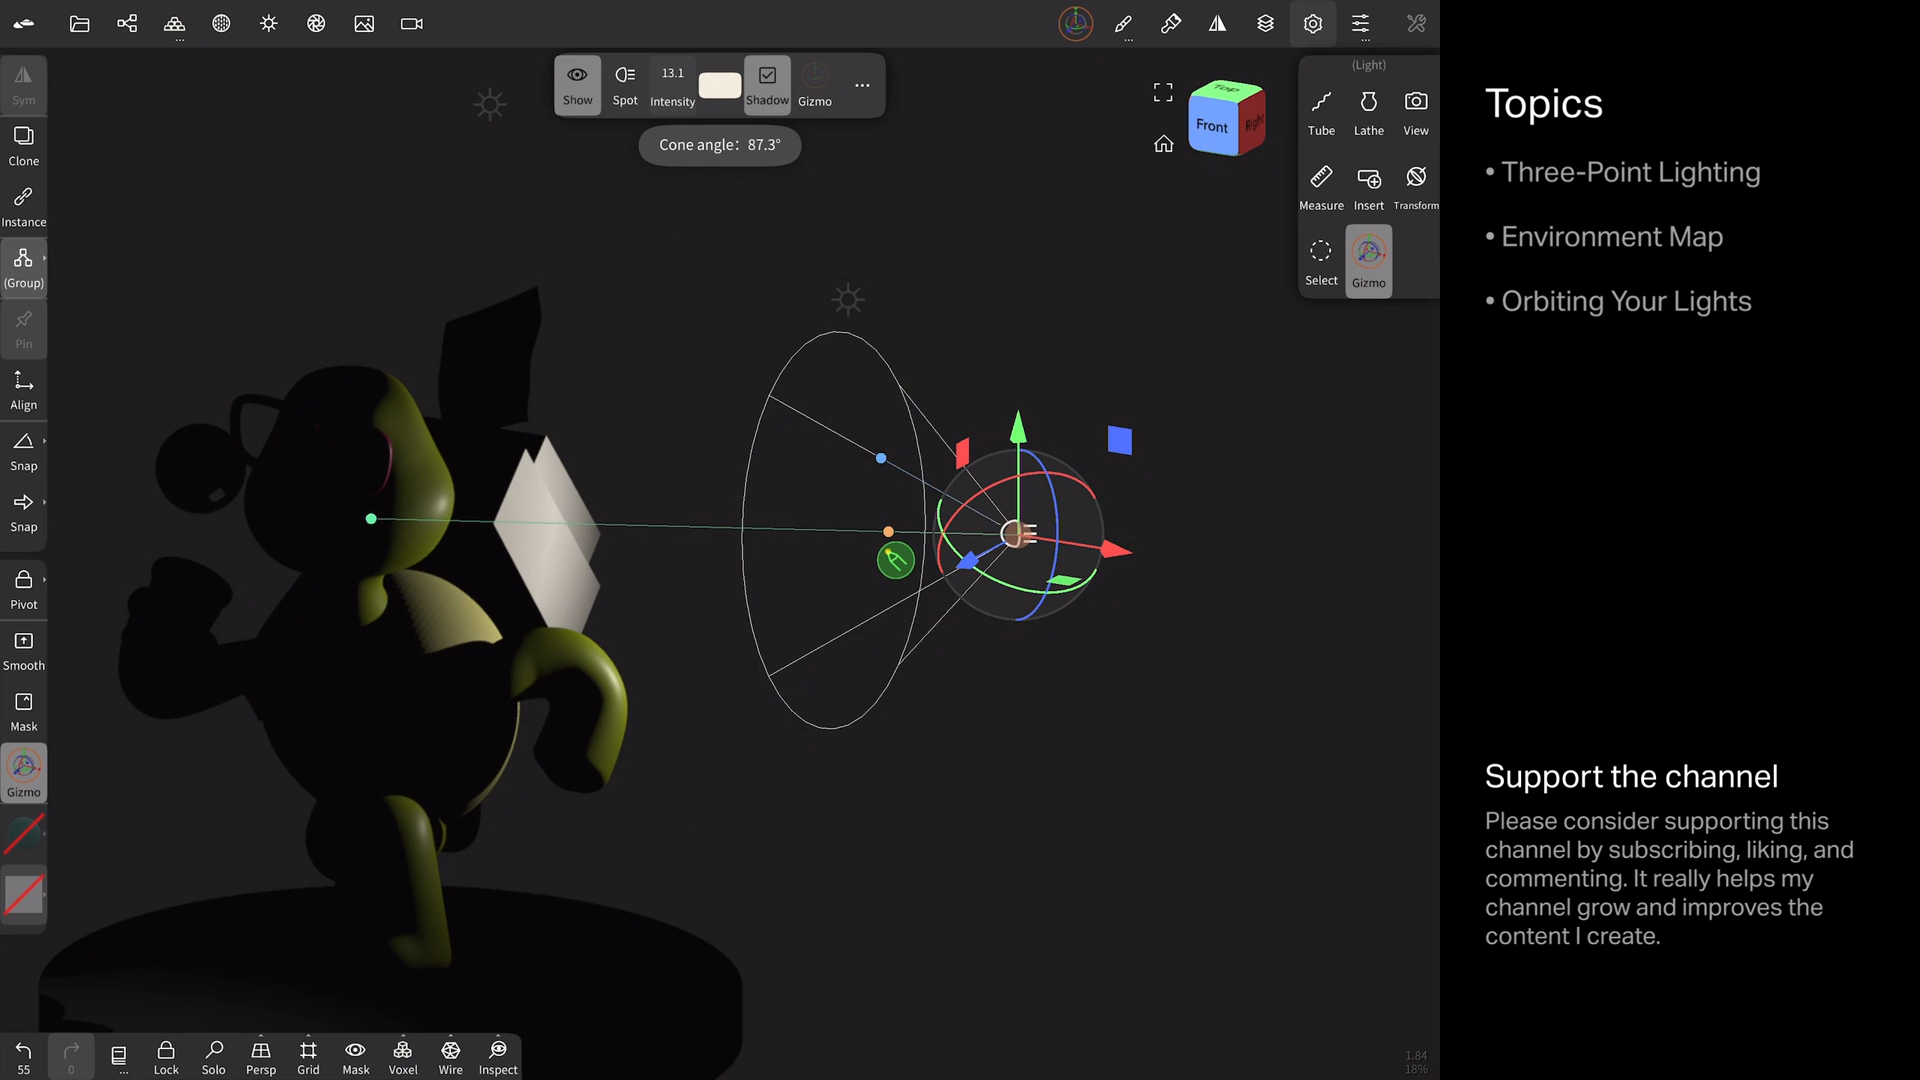 Show
Spot
13.1
Intensity
Shadow
Gizmo
...
Cone angle: 87.3°
Top
Front
Right
(Light)
Tube
Lathe
View
Measure
Insert
Transform
Select
Gizmo
Sym
Clone
Instance
(Group)
Pin
Align
Snap
Snap
Pivot
Smooth
Mask
Gizmo
55
0
...
Lock
Solo
Persp
Grid
Mask
Voxel
Wire
Inspect
1.84
18%
Topics
• Three-Point Lighting
• Environment Map
• Orbiting Your Lights
Support the channel
Please consider supporting this
channel by subscribing, liking, and
commenting. It really helps my
channel grow and improves the
content I create.